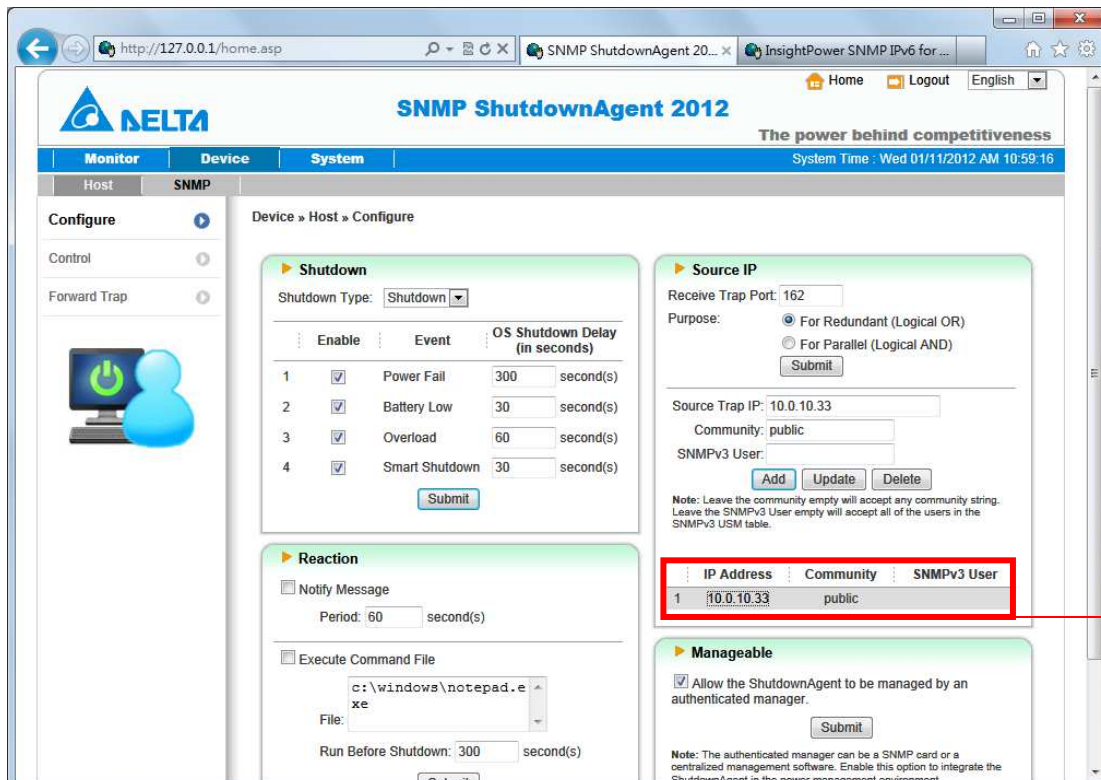 http://127.0.0.1/home.asp
SNMP ShutdownAgent 20...
InsightPower SNMP IPv6 for ...
Home Logout English
DELTA
SNMP ShutdownAgent 2012
The power behind competitiveness
Monitor Device System
System Time : Wed 01/11/2012 AM 10:59:16
Host SNMP
Configure
Control
Forward Trap
Device » Host » Configure
Shutdown
Shutdown Type: Shutdown
Enable Event OS Shutdown Delay (in seconds)
1 Power Fail 300 second(s)
2 Battery Low 30 second(s)
3 Overload 60 second(s)
4 Smart Shutdown 30 second(s)
Submit
Reaction
Notify Message
Period: 60 second(s)
Execute Command File
File: c:\windows\notepad.e
xe
Run Before Shutdown: 300 second(s)
Submit
Source IP
Receive Trap Port: 162
Purpose: For Redundant (Logical OR)
For Parallel (Logical AND)
Submit
Source Trap IP: 10.0.10.33
Community: public
SNMPv3 User:
Add Update Delete
Note: Leave the community empty will accept any community string.
Leave the SNMPv3 User empty will accept all of the users in the
SNMPv3 USM table.
IP Address Community SNMPv3 User
1 10.0.10.33 public
Manageable
Allow the ShutdownAgent to be managed by an
authenticated manager.
Submit
Note: The authenticated manager can be a SNMP card or a
centralized management software. Enable this option to integrate the
ShutdownAgent in the power management environment.